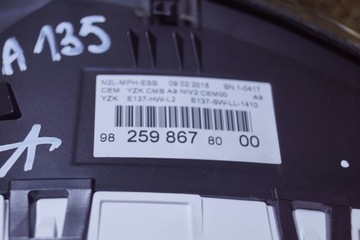 A 135
N2L-MPH-ESS 09.02.2016 SN 1-0417
CEM YZK CMB A9 NIV2 CEM00 A9
YZK E137-HW-L2 E137-SW-LL-1410
98 259 867 80 00
A